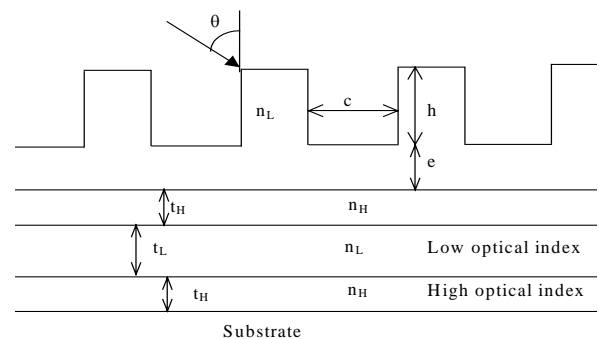 θ
n_L
c
h
e
t_H
n_H
t_L
n_L
Low optical index
t_H
n_H
High optical index
Substrate